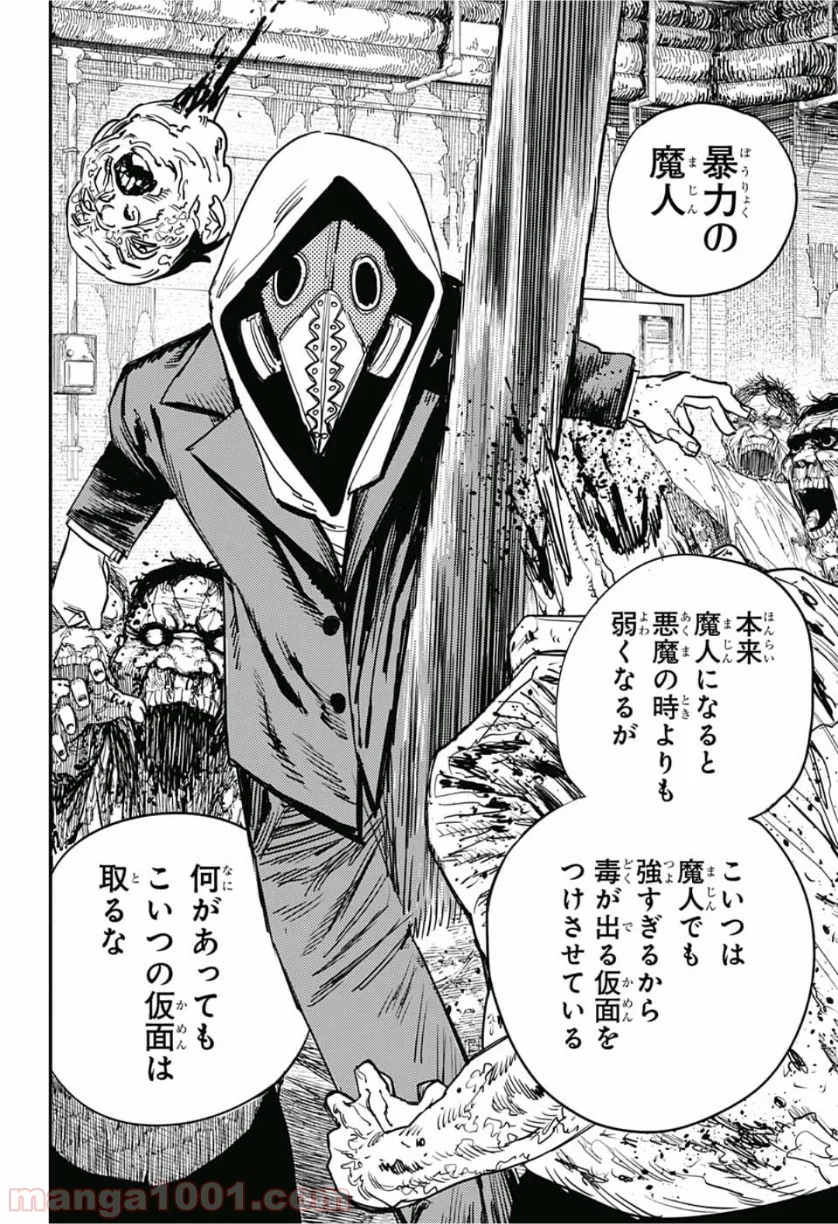 暴力の
魔人
本来
魔人になると
悪魔の時よりも
弱くなるが
こいつは
魔人でも
強すぎるから
毒が出る仮面を
つけさせている
何があっても
こいつの仮面は
取るな
manga1001.com